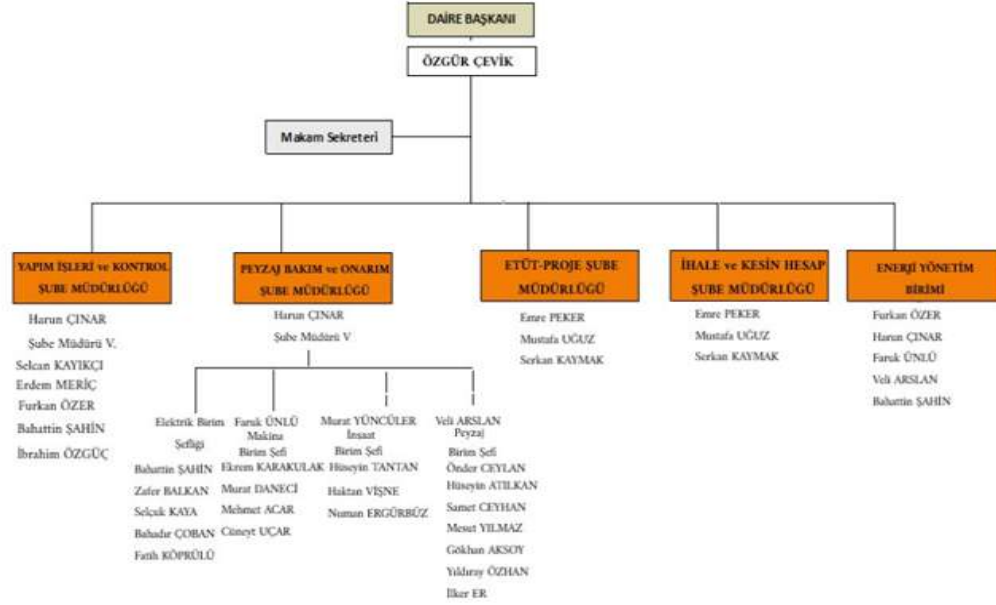 DAİRE BAŞKANI
ÖZGÜR ÇEVİK
Makam Sekreteri
YAPIM İŞLERİ ve KONTROL
ŞUBE MÜDÜRLÜĞÜ
Harun ÇINAR
Şube Müdürü V.
Selcan KAYIKÇI
Erdem MERİÇ
Furkan ÖZER
Bahattin ŞAHİN
İbrahim ÖZGÜÇ
PEYZAJ BAKIM ve ONARIM
ŞUBE MÜDÜRLÜĞÜ
Harun ÇINAR
Şube Müdürü V
Elektrik Birim
Şefliği
Bahattin ŞAHİN
Zafer BALKAN
Selçuk KAYA
Bahadır ÇOBAN
Fatih KÖPRÜLÜ
Faruk ÜNLÜ
Makina
Birim Şefi
Ekrem KARAKULAK
Murat DANECİ
Mehmet ACAR
Cüneyt UÇAR
Murat YÜNCÜLER
İnsaat
Birim Şefi
Hüseyin TANTAN
Haktan VİŞNE
Numan ERGÜRBÜZ
Veli ARSLAN
Peyzaj
Birim Şefi
Önder CEYLAN
Hüseyin ATILKAN
Samet CEYHAN
Mesut YILMAZ
Gökhan AKSOY
Yıldıray ÖZHAN
İlker ER
ETÜT-PROJE ŞUBE
MÜDÜRLÜĞÜ
Emre PEKER
Mustafa UĞUZ
Serkan KAYMAK
İHALE ve KESİN HESAP
ŞUBE MÜDÜRLÜĞÜ
Emre PEKER
Mustafa UĞUZ
Serkan KAYMAK
ENERJİ YÖNETİM
BİRİMİ
Furkan ÖZER
Harun ÇINAR
Faruk ÜNLÜ
Veli ARSLAN
Bahattin ŞAHİN